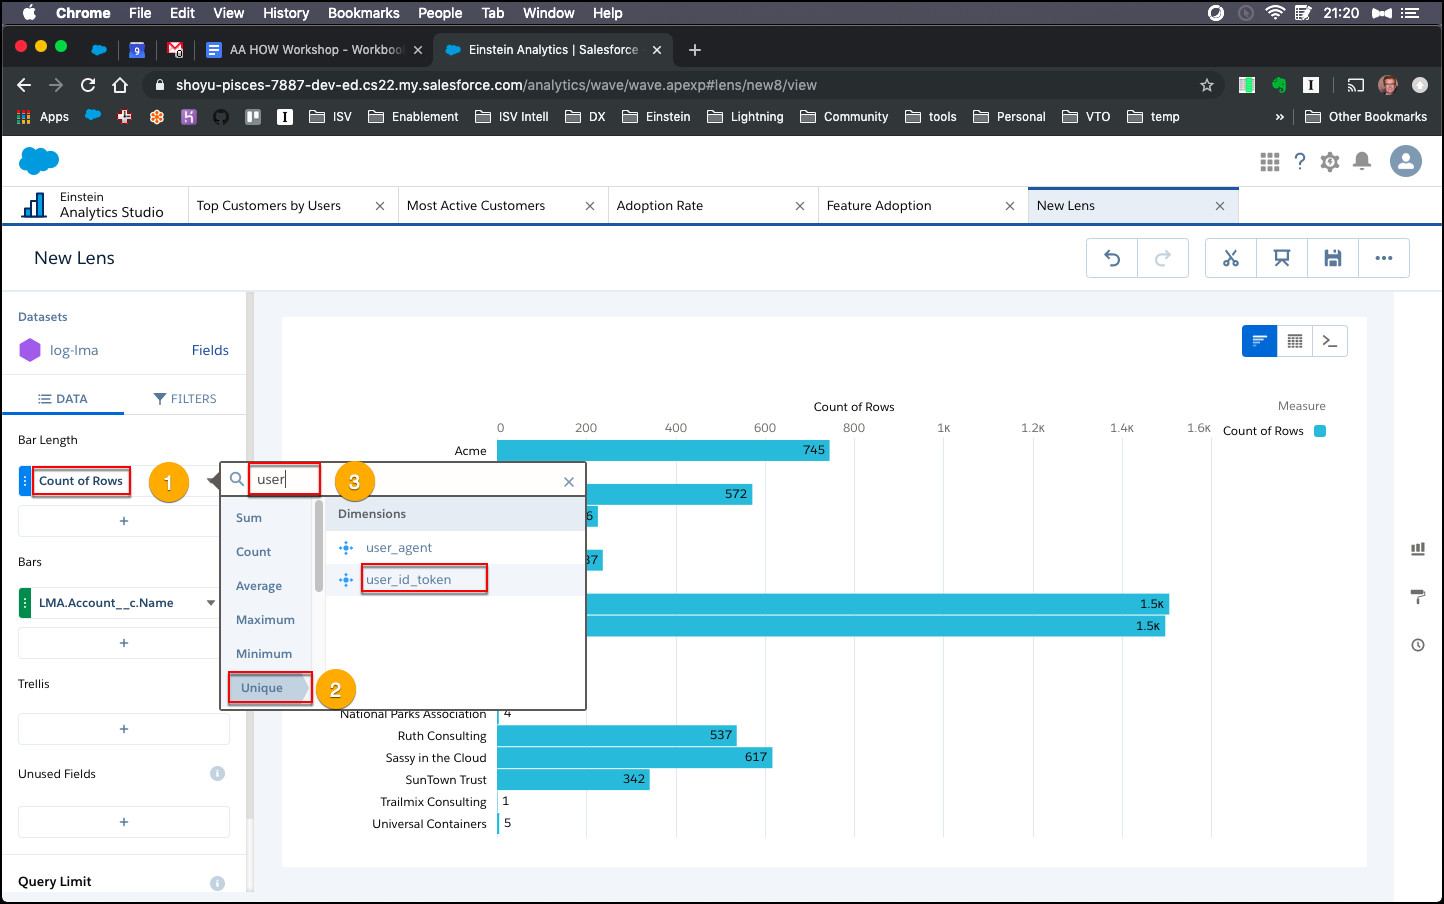 Chrome File Edit View History Bookmarks People Tab Window Help 21:20
9 0 AA HOW Workshop - Workboo Einstein Analytics | Salesforce
shoyu-pisces-7887-dev-ed.cs22.my.salesforce.com/analytics/wave/wave.apexp#lens/new8/view
Apps ISV Enablement ISV Intell DX Einstein Lightning Community tools Personal VTO temp » Other Bookmarks
Einstein
Analytics Studio
Top Customers by Users
Most Active Customers
Adoption Rate
Feature Adoption
New Lens
New Lens
Datasets
log-lma Fields
DATA FILTERS
Bar Length
Count of Rows
1
+
Bars
LMA.Account__c.Name
+
Trellis
+
Unused Fields
+
Query Limit
user
3
Sum
Count
Average
Maximum
Minimum
Unique
2
Dimensions
user_agent
user_id_token
Count of Rows
0 200 400 600 800 1K 1.2K 1.4K 1.6K
Measure
Count of Rows
Acme 745
572
6
37
1.5K
1.5K
National Parks Association 4
Ruth Consulting 537
Sassy in the Cloud 617
SunTown Trust 342
Trailmix Consulting 1
Universal Containers 5